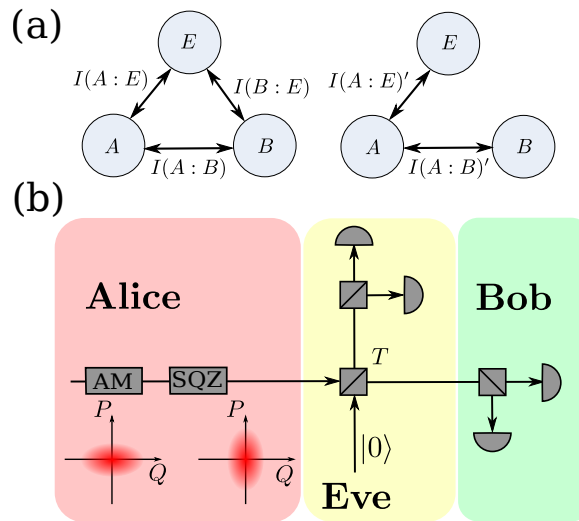 (a)
E
E
I(A : E)
I(B : E)
I(A : E)′
A
B
A
B
I(A : B)
I(A : B)′
(b)
Alice
Bob
T
AM
SQZ
P
P
Q
Q
|0⟩
Eve